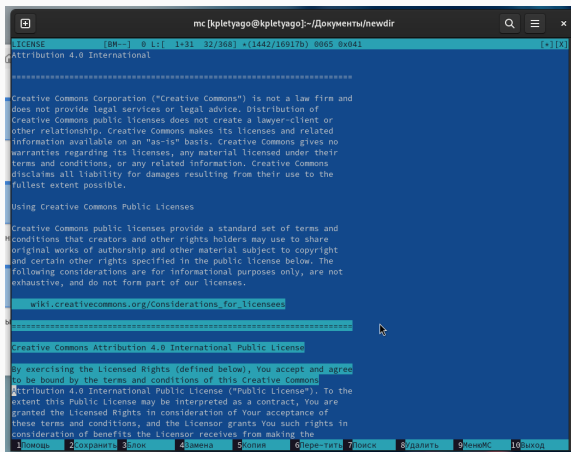 mc [kpletyago@kpletyago]:~/Документы/newdir
LICENSE [BM--] 0 L:[ 1+31 32/368] *(1442/16917b) 0065 0x041 [*][X]
Attribution 4.0 International
=======================================================================
Creative Commons Corporation ("Creative Commons") is not a law firm and
does not provide legal services or legal advice. Distribution of
Creative Commons public licenses does not create a lawyer-client or
other relationship. Creative Commons makes its licenses and related
information available on an "as-is" basis. Creative Commons gives no
warranties regarding its licenses, any material licensed under their
terms and conditions, or any related information. Creative Commons
disclaims all liability for damages resulting from their use to the
fullest extent possible.
Using Creative Commons Public Licenses
Creative Commons public licenses provide a standard set of terms and
conditions that creators and other rights holders may use to share
original works of authorship and other material subject to copyright
and certain other rights specified in the public license below. The
following considerations are for informational purposes only, are not
exhaustive, and do not form part of our licenses.
wiki.creativecommons.org/Considerations_for_licensees
=======================================================================
Creative Commons Attribution 4.0 International Public License
By exercising the Licensed Rights (defined below), You accept and agree
to be bound by the terms and conditions of this Creative Commons
Attribution 4.0 International Public License ("Public License"). To the
extent this Public License may be interpreted as a contract, You are
granted the Licensed Rights in consideration of Your acceptance of
these terms and conditions, and the Licensor grants You such rights in
consideration of benefits the Licensor receives from making the
1Помощь 2Сохранить 3Блок 4Замена 5Копия 6Пере~тить 7Поиск 8Удалить 9МенюMC 10Выход